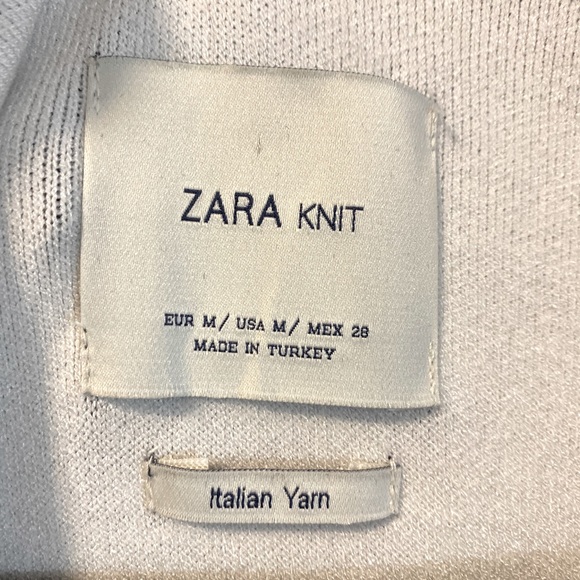 ZARA KNIT
EUR M/ USA M/ MEX 28
MADE IN TURKEY
Italian Yarn